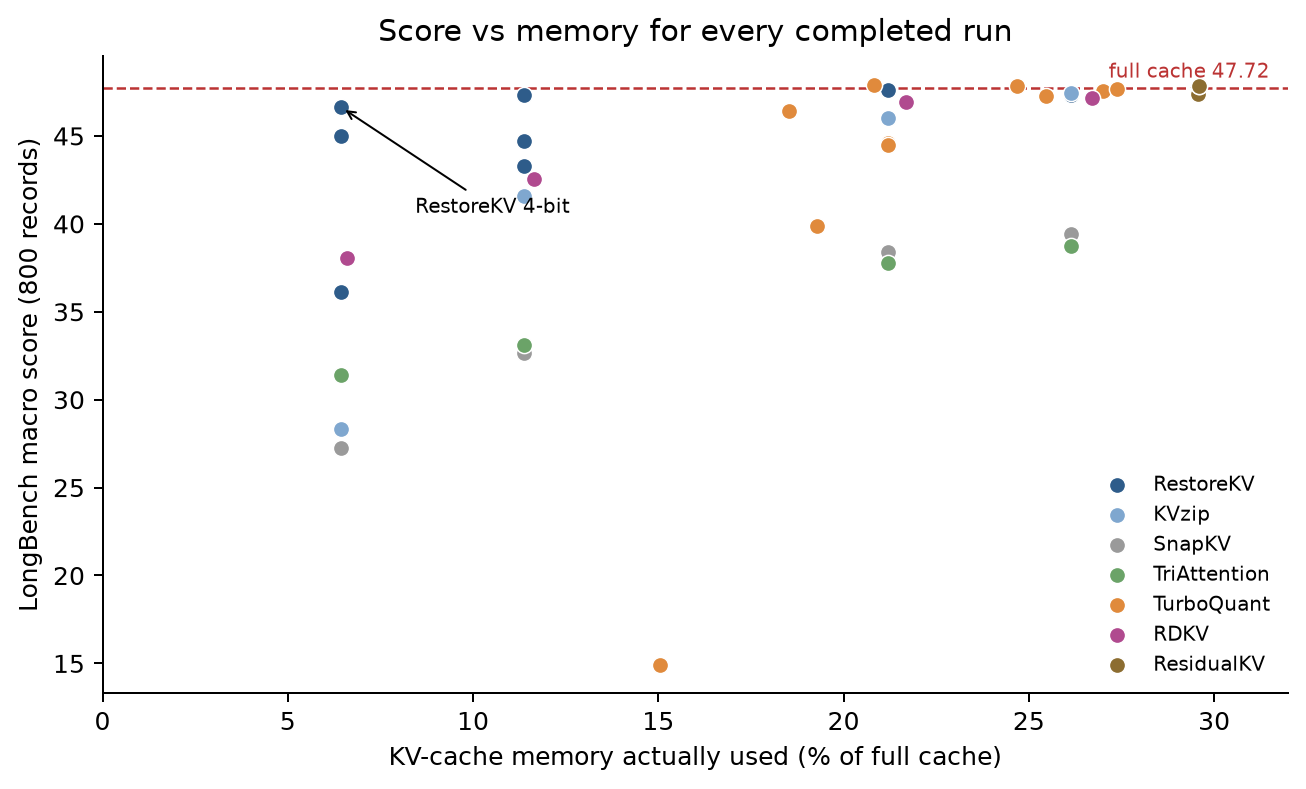 Score vs memory for every completed run
full cache 47.72
LongBench macro score (800 records)
45
40
35
30
25
20
15
RestoreKV 4-bit
RestoreKV
KVzip
SnapKV
TriAttention
TurboQuant
RDKV
ResidualKV
0 5 10 15 20 25 30
KV-cache memory actually used (% of full cache)